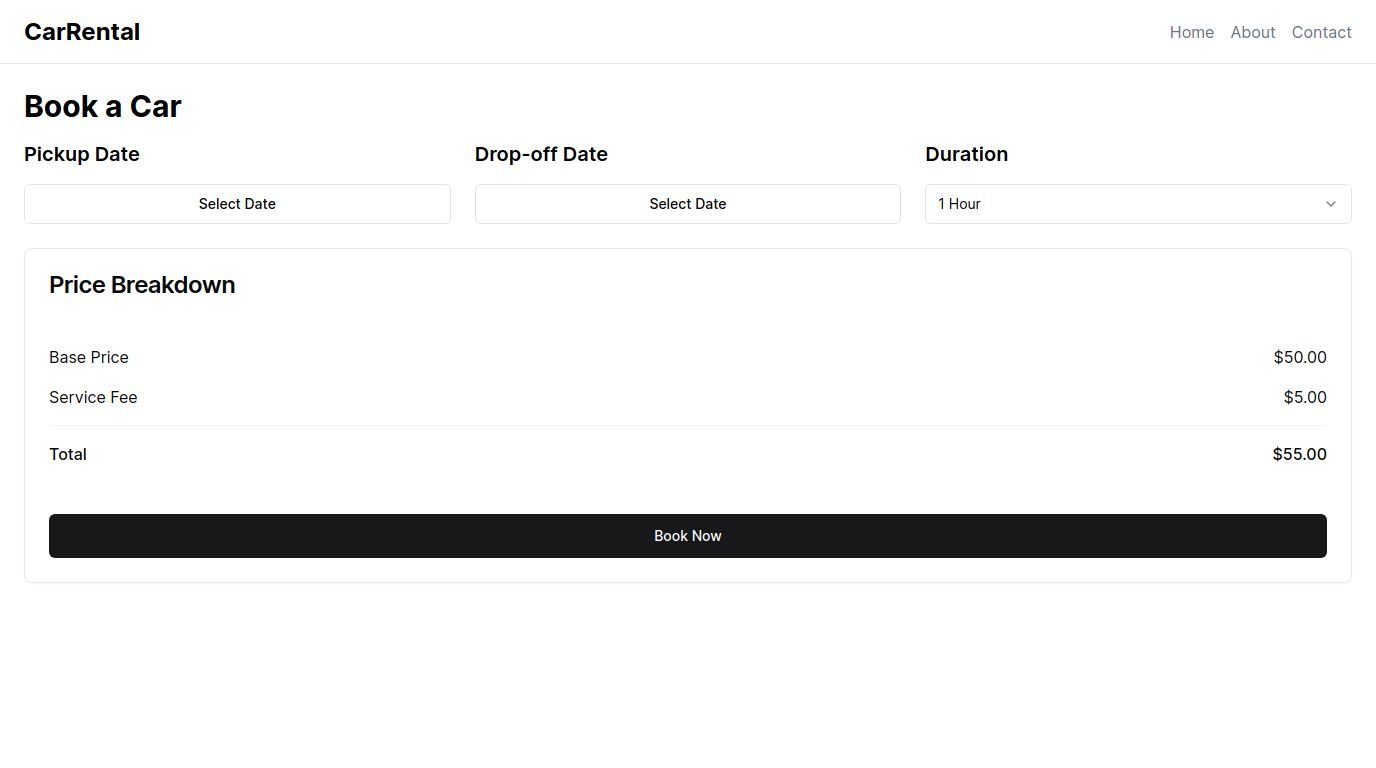 CarRental
Home About Contact
Book a Car
Pickup Date
Select Date
Drop-off Date
Select Date
Duration
1 Hour
Price Breakdown
Base Price $50.00
Service Fee $5.00
Total $55.00
Book Now